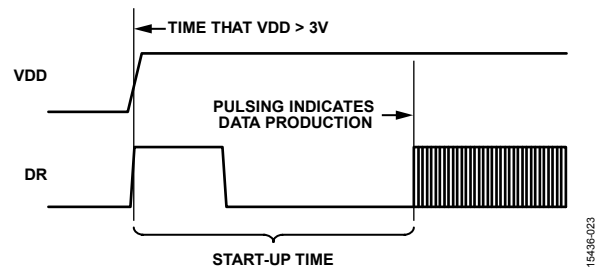 TIME THAT VDD > 3V
VDD
PULSING INDICATES
DATA PRODUCTION
DR
START-UP TIME
15436-023